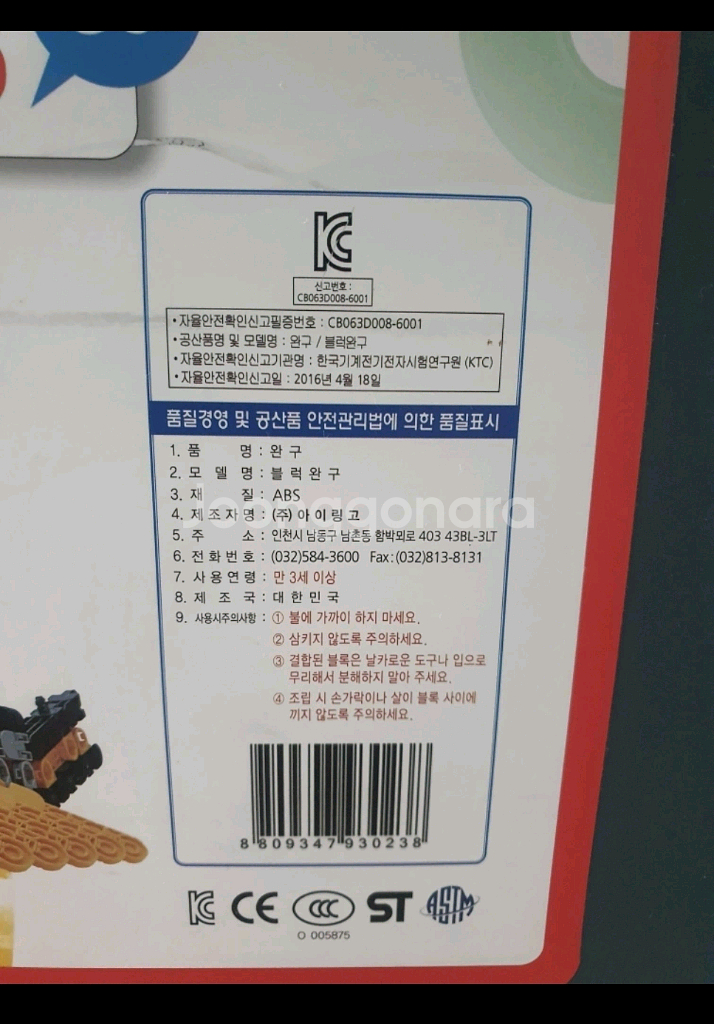 KC
신고번호 :
CB063D008-6001
• 자율안전확인신고필증번호 : CB063D008-6001
• 공산품명 및 모델명 : 완구 / 블럭완구
• 자율안전확인신고기관명 : 한국기계전기전자시험연구원 (KTC)
• 자율안전확인신고일 : 2016년 4월 18일
품질경영 및 공산품 안전관리법에 의한 품질표시
1. 품 명 : 완 구
2. 모 델 명 : 블 럭 완 구
3. 재 질 : ABS
Joonggonara
4. 제 조 자 명 : (주) 아 이 링 고
5. 주 소 : 인천시 남동구 남촌동 함박뫼로 403 43BL-3LT
6. 전 화 번 호 : (032)584-3600 Fax:(032)813-8131
7. 사 용 연 령 : 만 3세 이상
8. 제 조 국 : 대 한 민 국
9. 사용시주의사항 : ① 불에 가까이 하지 마세요.
② 삼키지 않도록 주의하세요.
③ 결합된 블록은 날카로운 도구나 입으로
무리해서 분해하지 말아 주세요.
④ 조립 시 손가락이나 살이 블록 사이에
끼지 않도록 주의하세요.
8 809347 930238
KC CE CCC ST ASTM
O 005875